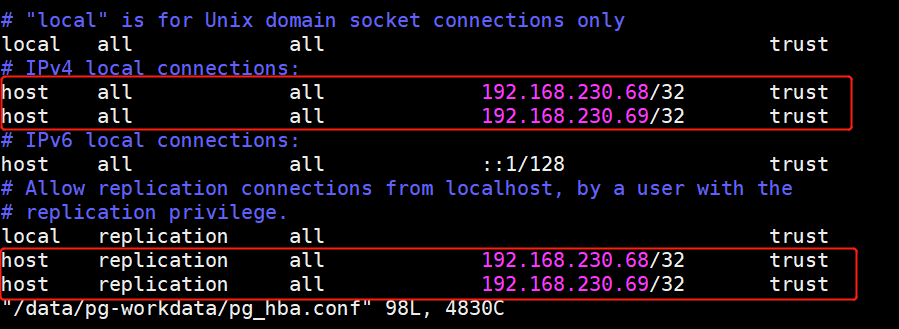 # "local" is for Unix domain socket connections only
local   all             all                                     trust
# IPv4 local connections:
host    all             all             192.168.230.68/32       trust
host    all             all             192.168.230.69/32       trust
# IPv6 local connections:
host    all             all             ::1/128                 trust
# Allow replication connections from localhost, by a user with the
# replication privilege.
local   replication     all                                     trust
host    replication     all             192.168.230.68/32       trust
host    replication     all             192.168.230.69/32       trust
"/data/pg-workdata/pg_hba.conf" 98L, 4830C